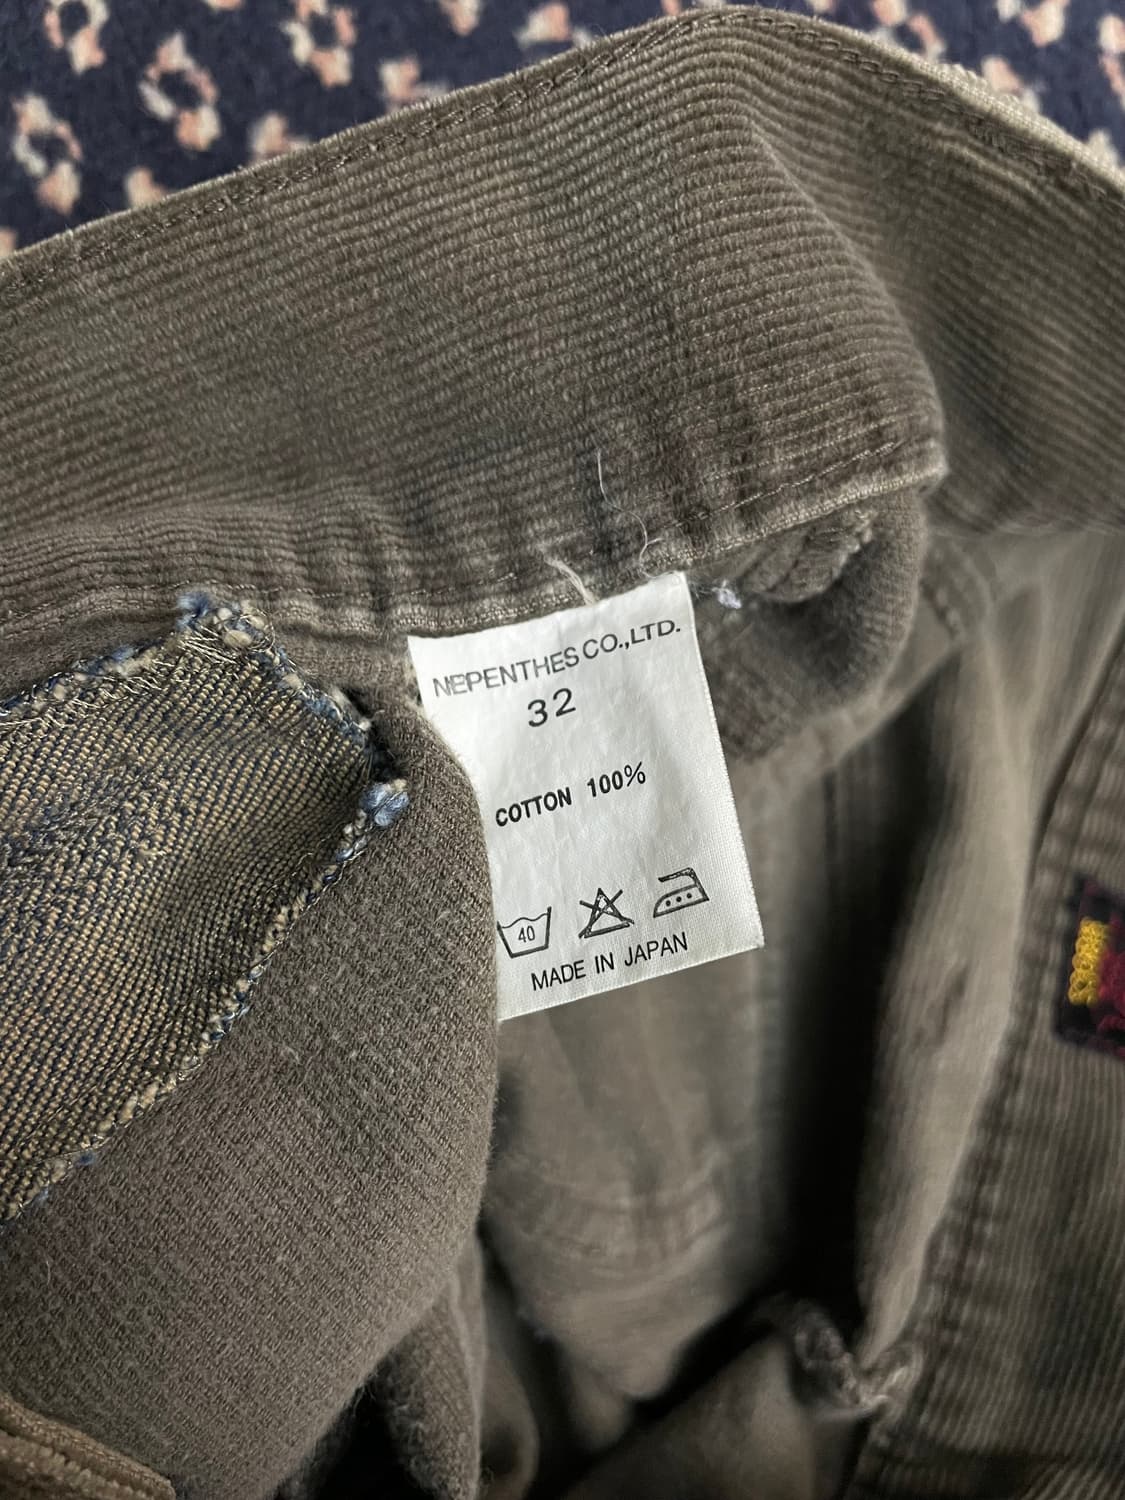 NEPENTHES CO.,LTD.
32
COTTON 100%
40
MADE IN JAPAN